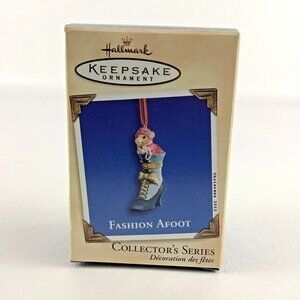 Hallmark
KEEPSAKE
ORNAMENT
FASHION AFOOT
COLLECTOR'S SERIES
Décoration des fêtes